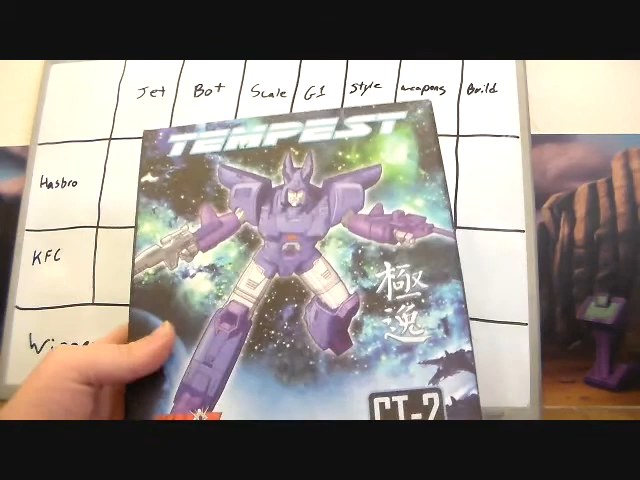 Jet Bot Scale G1 Style weapons Build
Hasbro
KFC
TEMPEST
極
逸
CT-2